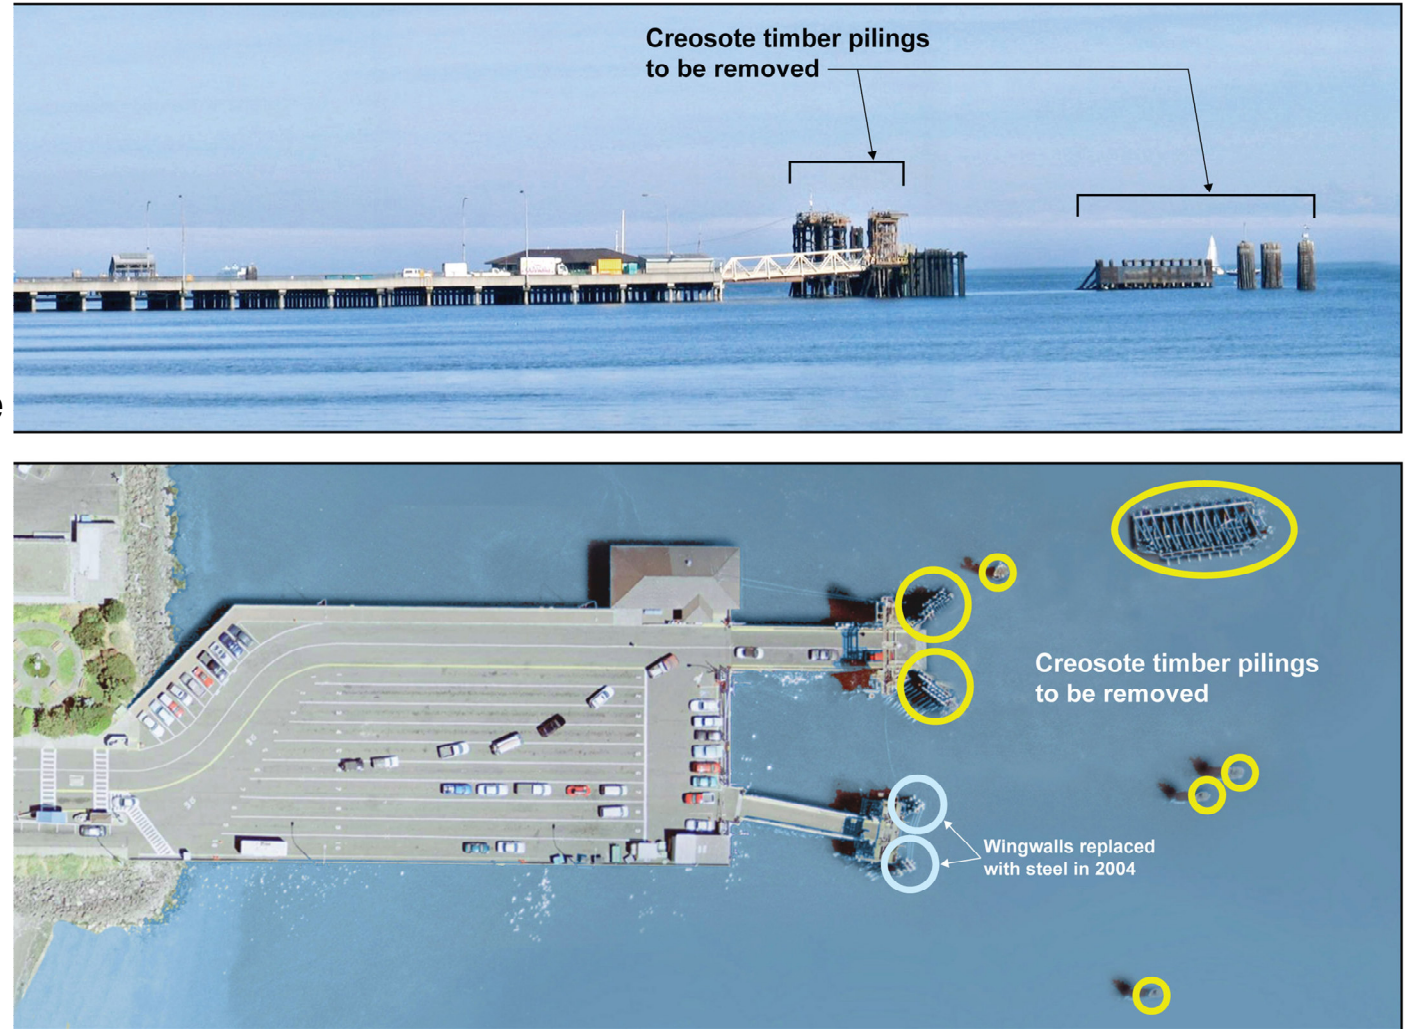 Creosote timber pilings
to be removed
e
Creosote timber pilings
to be removed
Wingwalls replaced
with steel in 2004